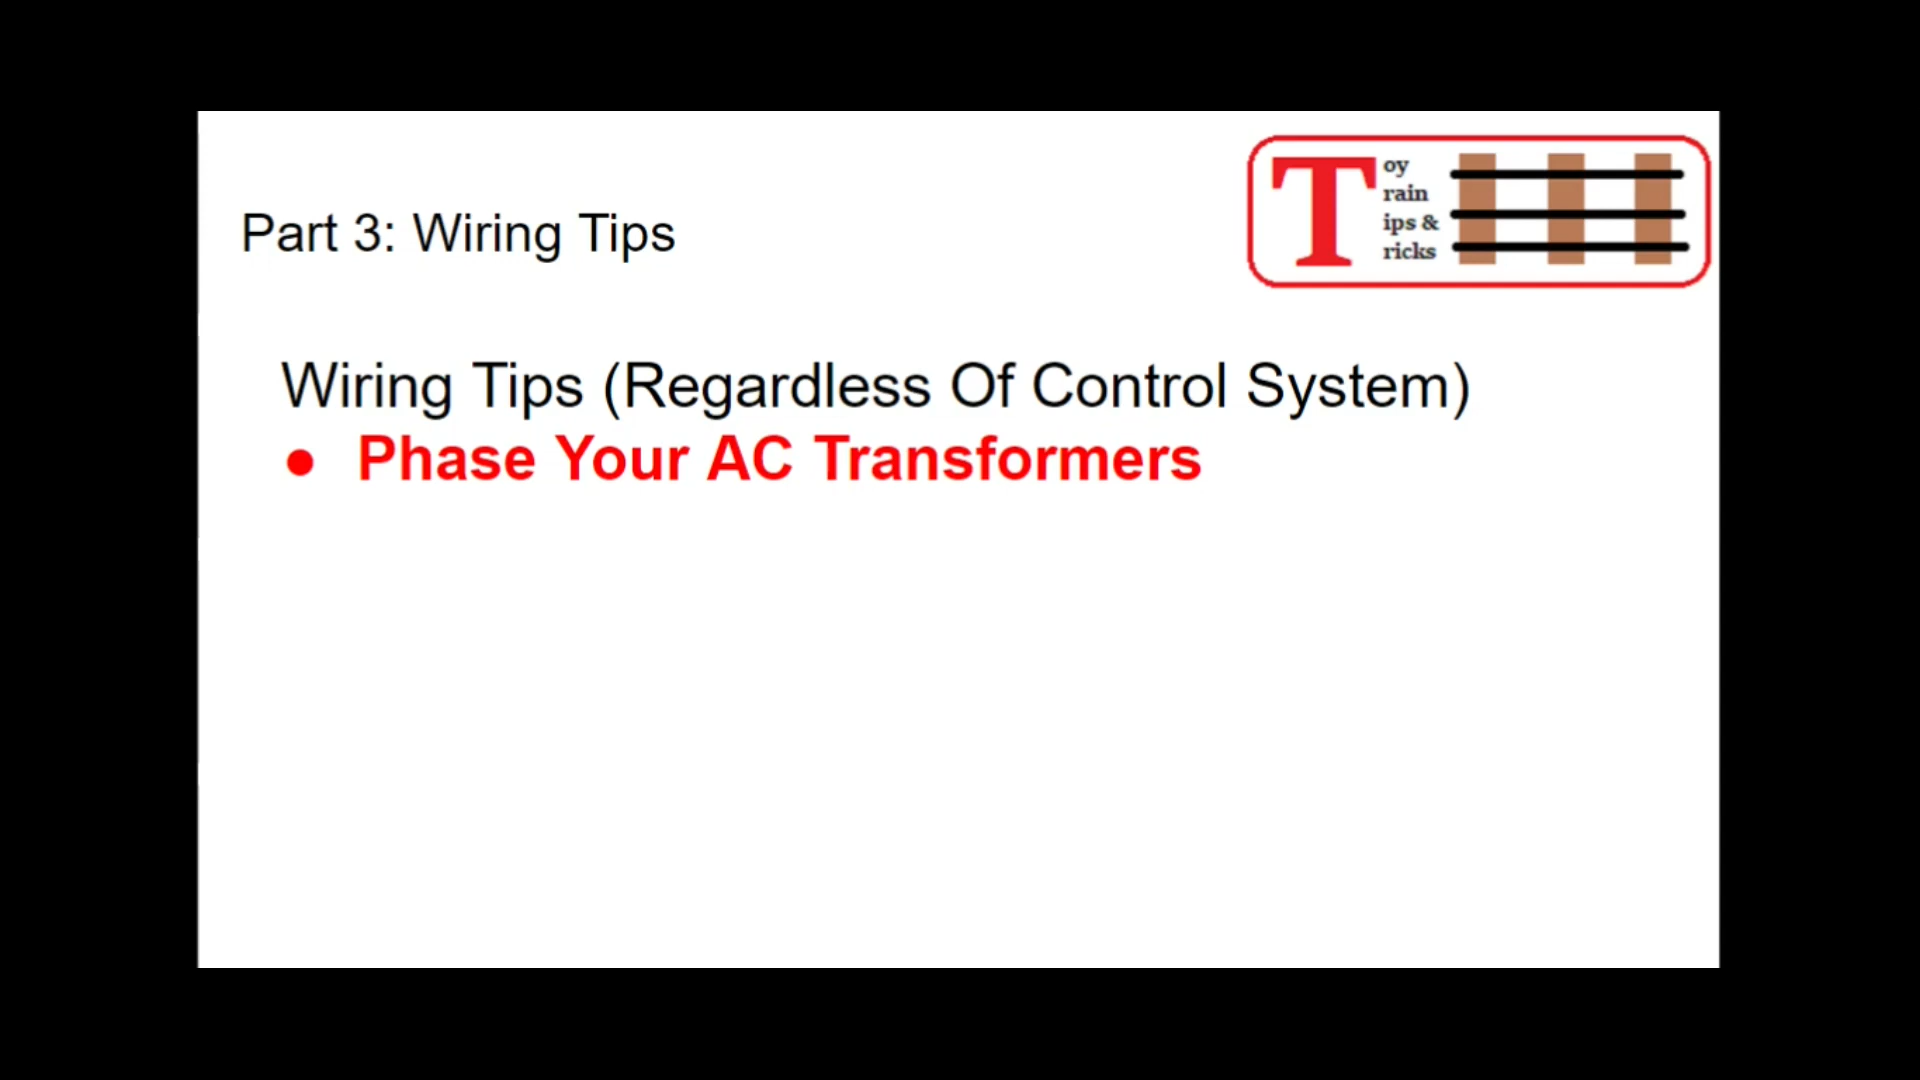 Part 3: Wiring Tips
T
oy
rain
ips &
ricks
Wiring Tips (Regardless Of Control System)
● Phase Your AC Transformers